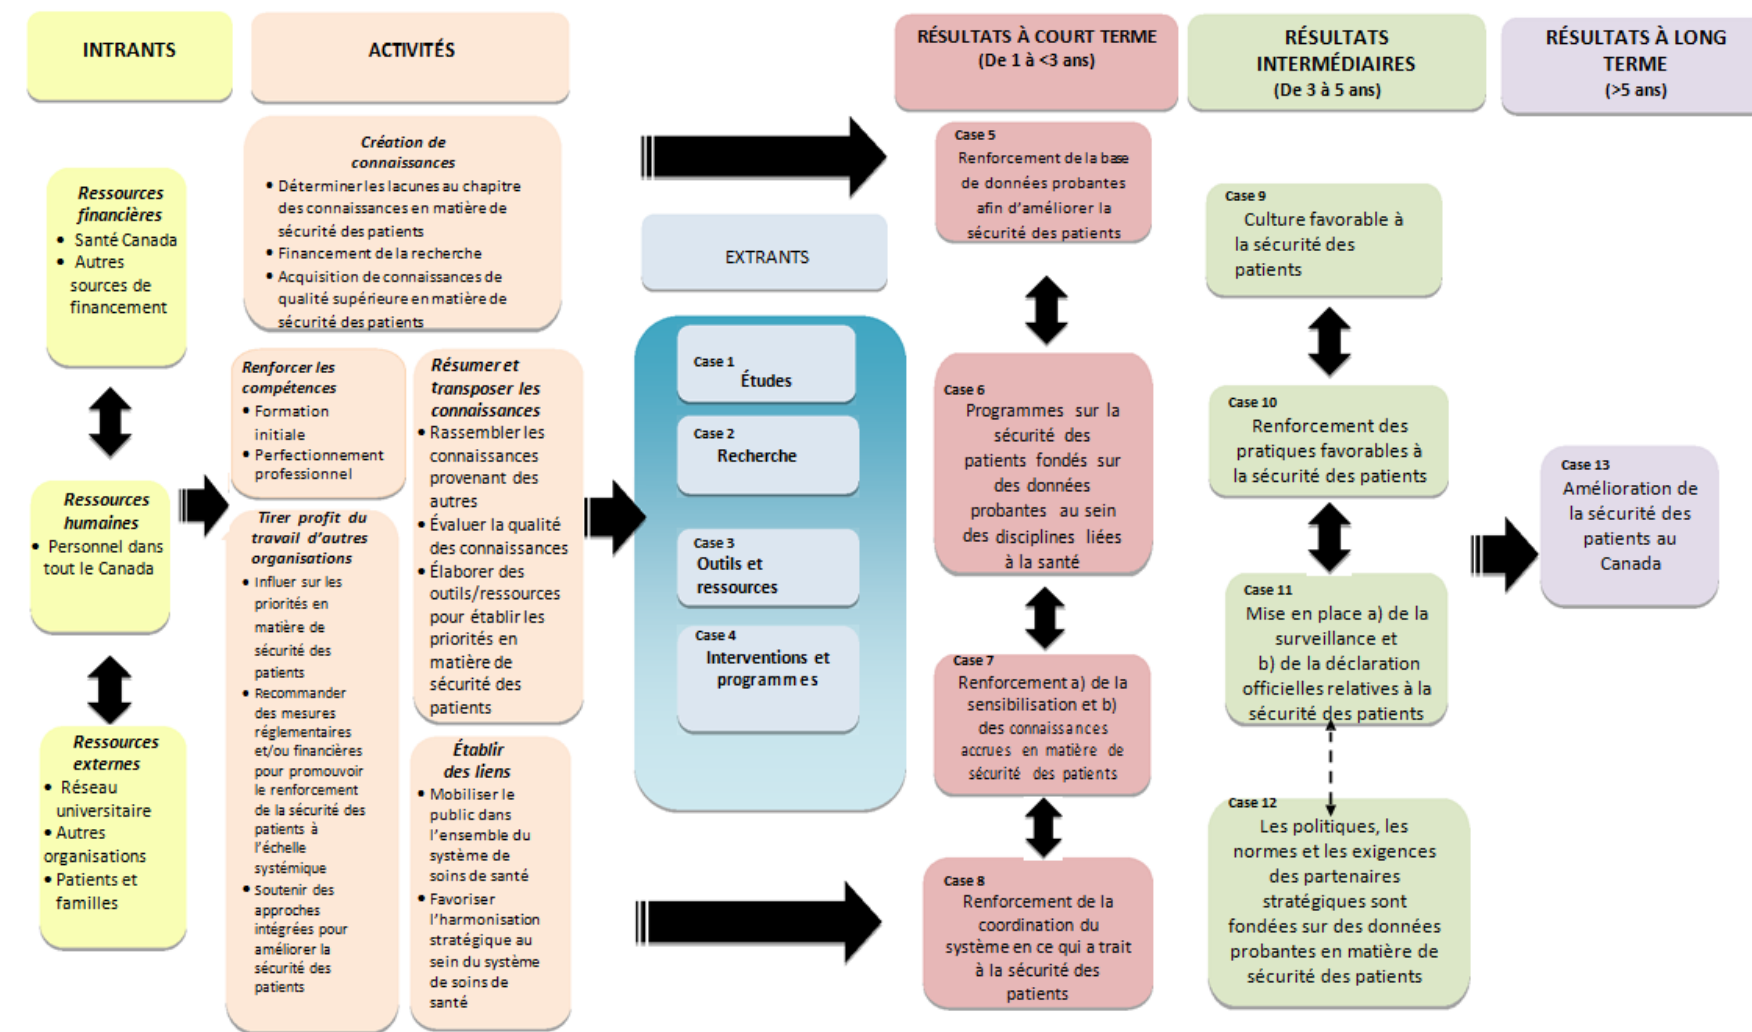 INTRANTS
Ressources
financières
• Santé Canada
• Autres
sources de
financement
Ressources
humaines
• Personnel dans
tout le Canada
Ressources
externes
• Réseau
universitaire
• Autres
organisations
• Patients et
familles
ACTIVITÉS
Création de
connaissances
• Déterminer les lacunes au chapitre
des connaissances en matière de
sécurité des patients
• Financement de la recherche
• Acquisition de connaissances de
qualité supérieure en matière de
sécurité des patients
Renforcer les
compétences
• Formation
initiale
• Perfectionnement
professionnel
Tirer profit du
travail d'autres
organisations
• Influer sur les
priorités en
matière de
sécurité des
patients
• Recommander
des mesures
réglementaires
et/ou financières
pour promouvoir
le renforcement
de la sécurité des
patients à
l'échelle
systémique
• Soutenir des
approches
intégrées pour
améliorer la
sécurité des
patients
Résumer et
transposer les
connaissances
• Rassembler les
connaissances
provenant des
autres
• Évaluer la qualité
des connaissances
• Élaborer des
outils/ressources
pour établir les
priorités en
matière de
sécurité des
patients
Établir
des liens
• Mobiliser le
public dans
l'ensemble du
système de
soins de santé
• Favoriser
l'harmonisation
stratégique au
sein du système
de soins de
santé
EXTRANTS
Case 1
Études
Case 2
Recherche
Case 3
Outils et
ressources
Case 4
Interventions et
programmes
RÉSULTATS À COURT TERME
(De 1 à <3 ans)
Case 5
Renforcement de la base
de données probantes
afin d'améliorer la
sécurité des patients
Case 6
Programmes sur la
sécurité des
patients fondés sur
des données
probantes au sein
des disciplines liées
à la santé
Case 7
Renforcement a) de la
sensibilisation et b)
des connaissances
accrues en matière de
sécurité des patients
Case 8
Renforcement de la
coordination du
système en ce qui a trait
à la sécurité des
patients
RÉSULTATS
INTERMÉDIAIRES
(De 3 à 5 ans)
Case 9
Culture favorable à
la sécurité des
patients
Case 10
Renforcement des
pratiques favorables à
la sécurité des patients
Case 11
Mise en place a) de la
surveillance et
b) de la déclaration
officielles relatives à la
sécurité des patients
Case 12
Les politiques, les
normes et les exigences
des partenaires
stratégiques sont
fondées sur des données
probantes en matière de
sécurité des patients
RÉSULTATS À LONG
TERME
(>5 ans)
Case 13
Amélioration de
la sécurité des
patients au
Canada